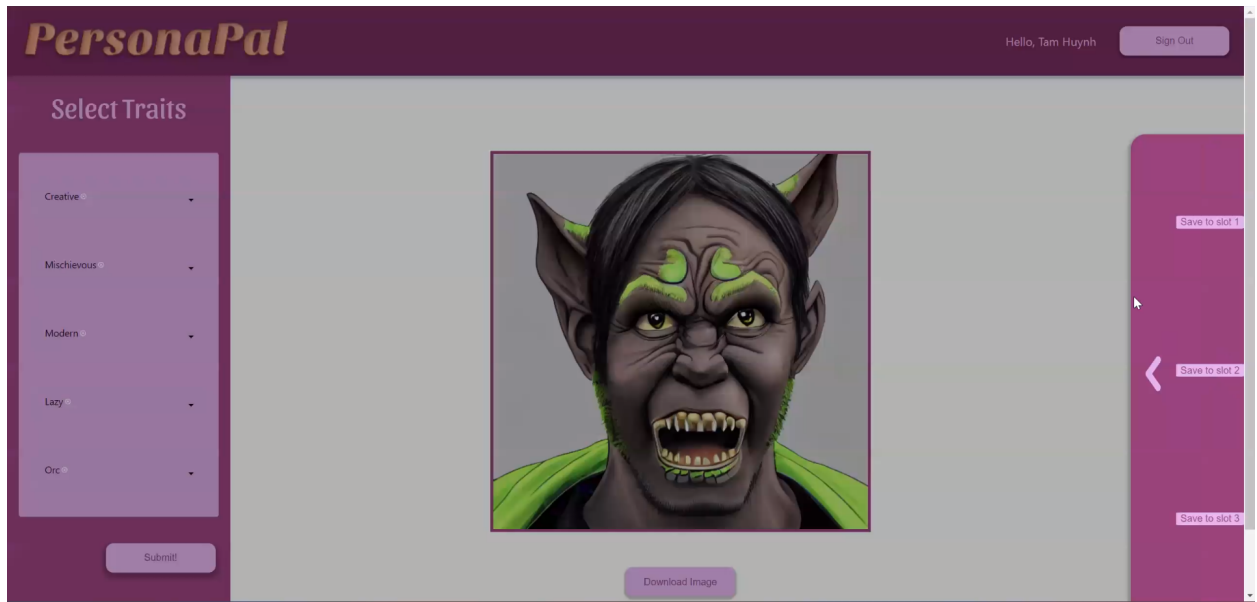 PersonaPal
Hello, Tam Huynh
Sign Out
Select Traits
Creative
Mischievous
Modern
Lazy
Orc
Submit!
Download Image
Save to slot 1
Save to slot 2
Save to slot 3